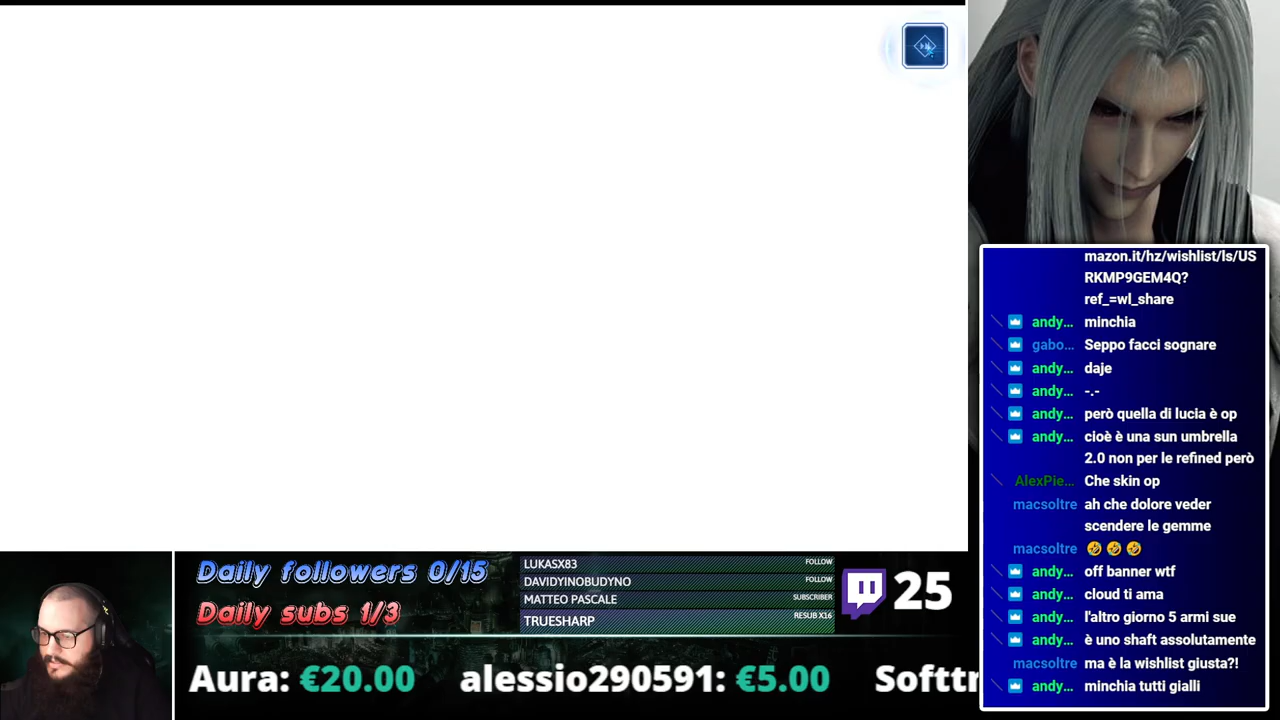 mazon.it/hz/wishlist/ls/US
RKMP9GEM4Q?
ref_=wl_share
andy… minchia
gabo… Seppo facci sognare
andy… daje
andy… -.-
andy… però quella di lucia è op
andy… cioè è una sun umbrella
2.0 non per le refined però
AlexPie… Che skin op
macsoltre ah che dolore veder
scendere le gemme
macsoltre 🤣🤣🤣
andy… off banner wtf
andy… cloud ti ama
andy… l'altro giorno 5 armi sue
andy… è uno shaft assolutamente
macsoltre ma è la wishlist giusta?!
andy… minchia tutti gialli
Daily followers 0/15
Daily subs 1/3
LUKASX83 FOLLOW
DAVIDYINOBUDYNO FOLLOW
MATTEO PASCALE SUBSCRIBER
TRUESHARP RESUB X16
25
Aura: €20.00 alessio290591: €5.00 Softtr